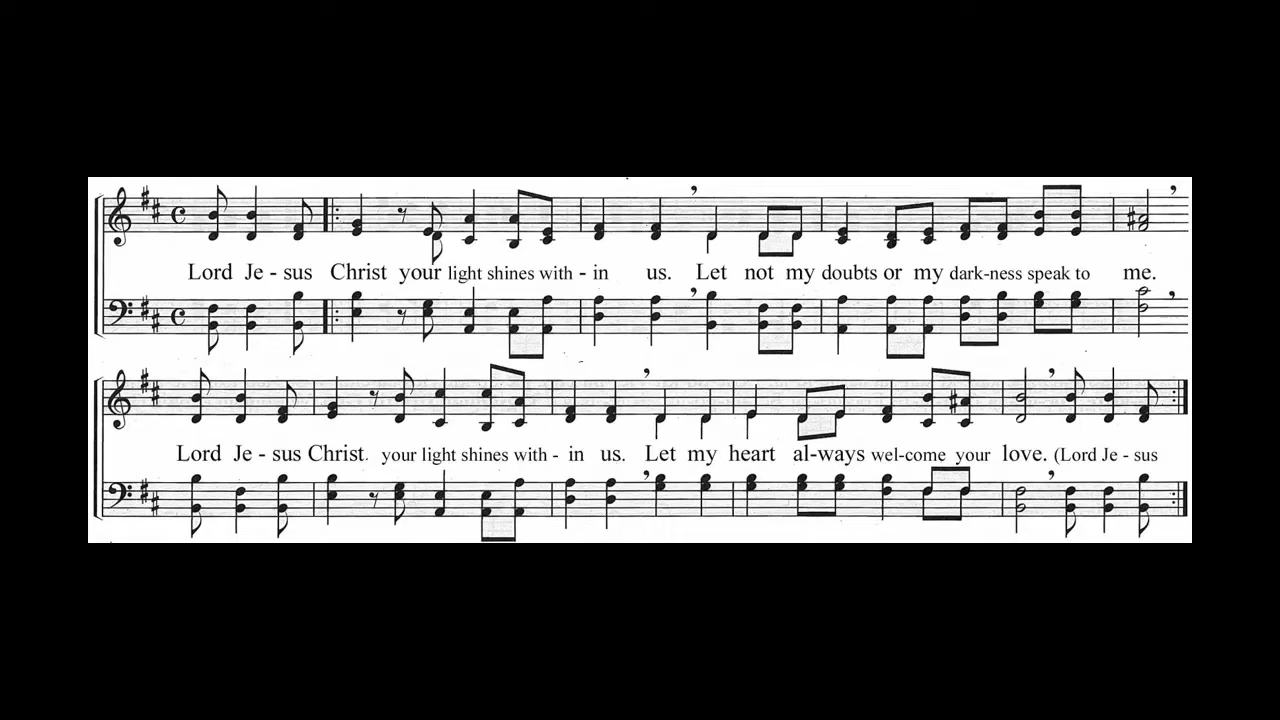 Lord Je - sus Christ your light shines with - in us. Let not my doubts or my dark-ness speak to me.
Lord Je - sus Christ. your light shines with - in us. Let my heart al-ways wel-come your love. (Lord Je - sus